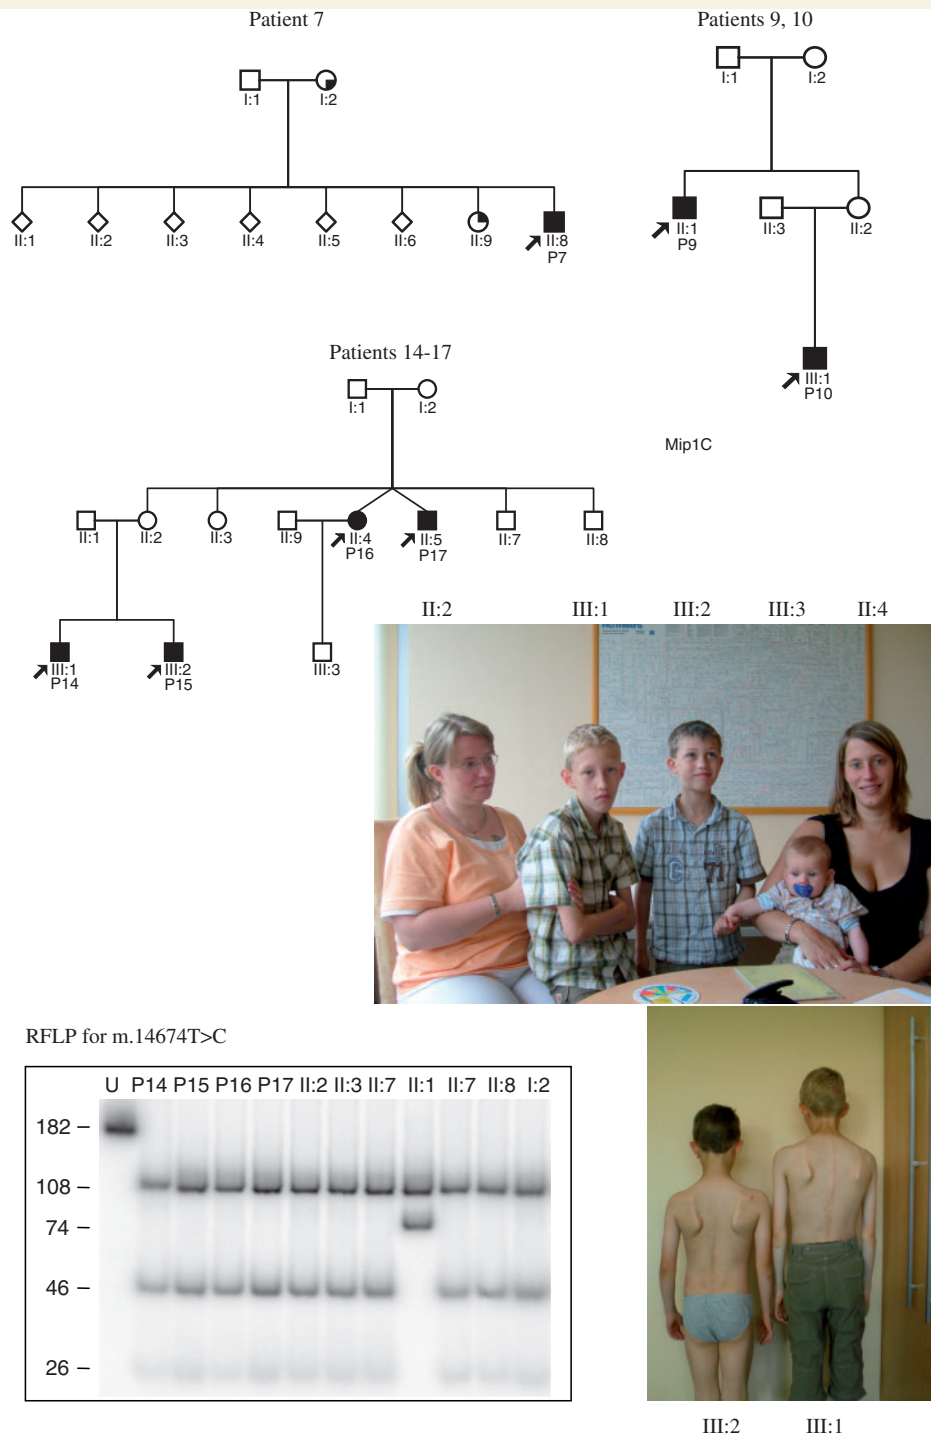 Patient 7
Patients 9, 10
I:1 I:2
I:1 I:2
II:1 II:2 II:3 II:4 II:5 II:6 II:9 II:8
P7
II:1 II:3 II:2
P9
III:1
P10
Patients 14-17
I:1 I:2
Mip1C
II:1 II:2 II:3 II:9 II:4 II:5 II:7 II:8
P16 P17
III:1 III:2 III:3
P14 P15
II:2 III:1 III:2 III:3 II:4
C 71
RFLP for m.14674T>C
U P14 P15 P16 P17 II:2 II:3 II:7 II:1 II:7 II:8 I:2
182
108
74
46
26
III:2 III:1